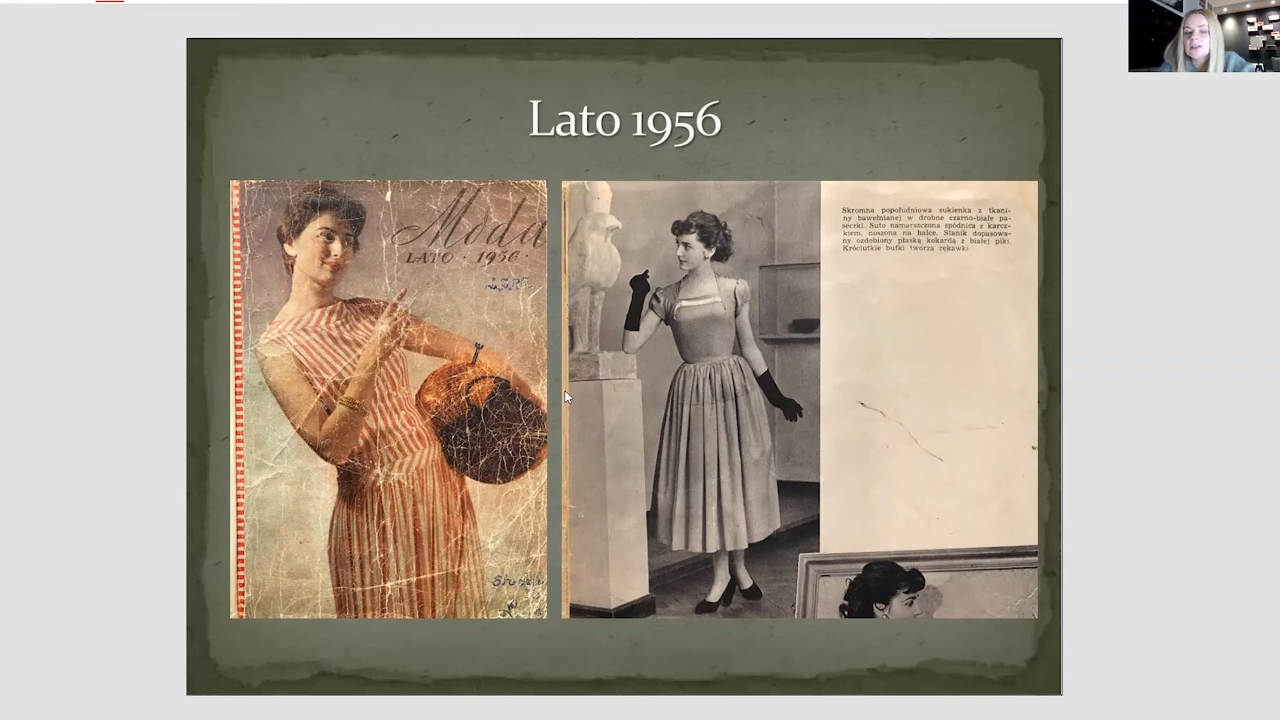 Lato 1956
Moda
LATO · 1956 ·
Skromna popołudniowa sukienka z tkani-
ny bawełnianej w drobne czarno-białe pa-
seczki. Suto namarszczona spódnica z karcz-
kiem, noszona na halce. Stanik dopasowa-
ny ozdobiony płaską kokardą z białej piki.
Króciutkie bufki tworzą rękawki